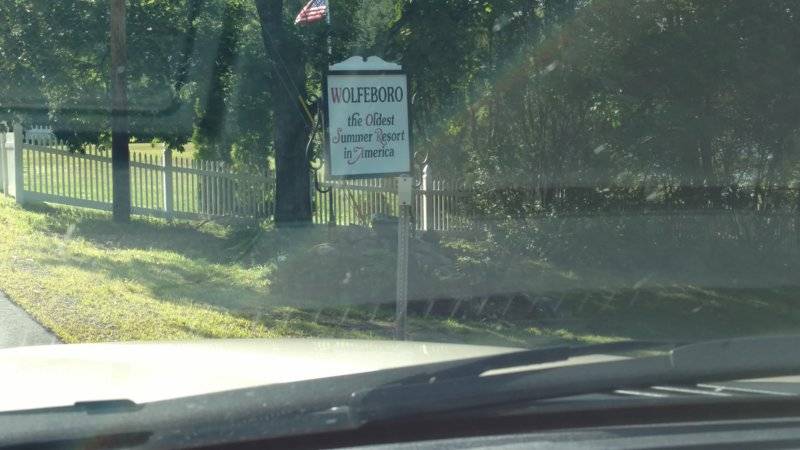 WOLFEBORO
the Oldest
Summer Resort
in America